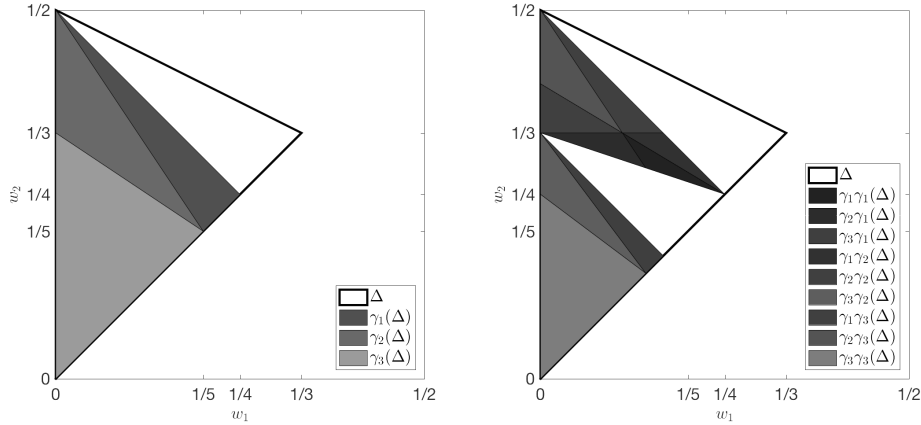 1/2
1/3
1/4
1/5
0
w₂
0
1/5
1/4
1/3
1/2
w₁
Δ
γ₁(Δ)
γ₂(Δ)
γ₃(Δ)
1/2
1/3
1/4
1/5
0
w₂
0
1/5
1/4
1/3
1/2
w₁
Δ
γ₁γ₁(Δ)
γ₂γ₁(Δ)
γ₃γ₁(Δ)
γ₁γ₂(Δ)
γ₂γ₂(Δ)
γ₃γ₂(Δ)
γ₁γ₃(Δ)
γ₂γ₃(Δ)
γ₃γ₃(Δ)